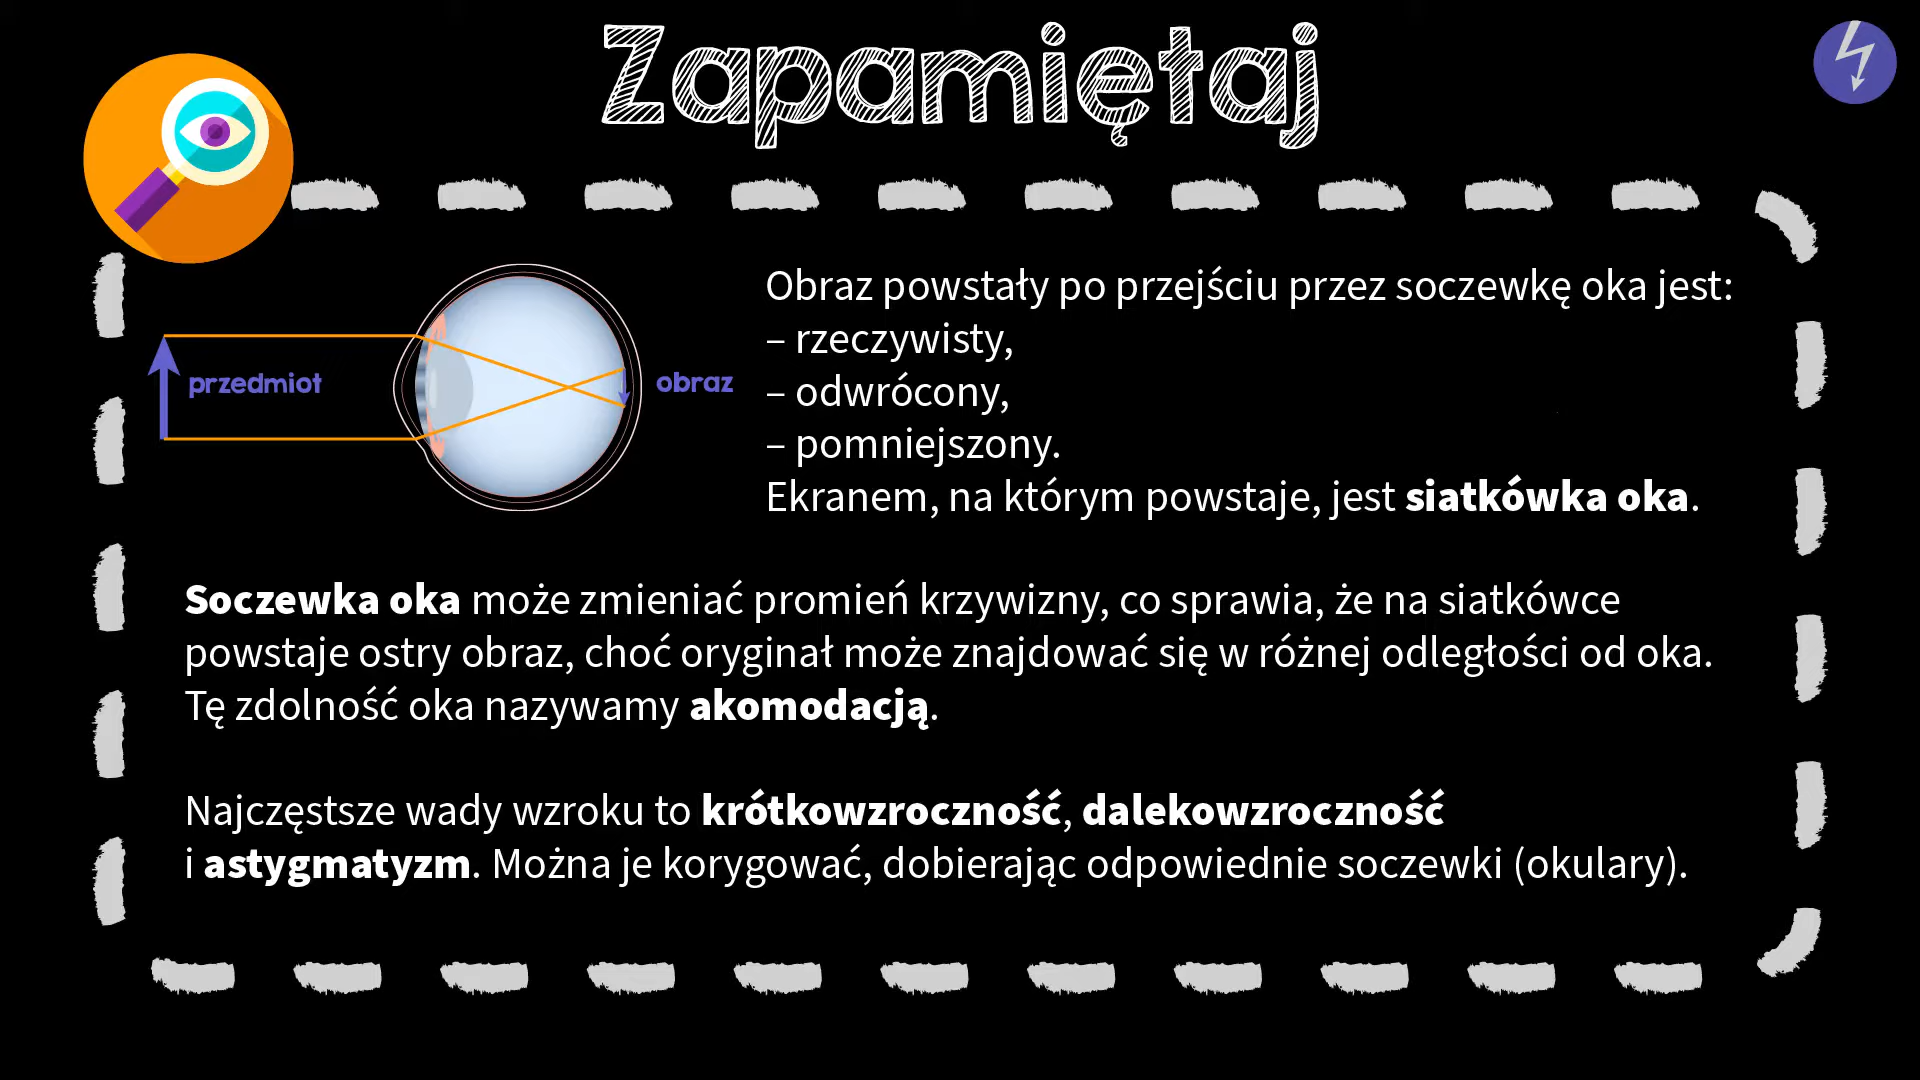 Zapamiętaj
przedmiot
obraz
Obraz powstały po przejściu przez soczewkę oka jest:
– rzeczywisty,
– odwrócony,
– pomniejszony.
Ekranem, na którym powstaje, jest siatkówka oka.
Soczewka oka może zmieniać promień krzywizny, co sprawia, że na siatkówce
powstaje ostry obraz, choć oryginał może znajdować się w różnej odległości od oka.
Tę zdolność oka nazywamy akomodacją.
Najczęstsze wady wzroku to krótkowzroczność, dalekowzroczność
i astygmatyzm. Można je korygować, dobierając odpowiednie soczewki (okulary).